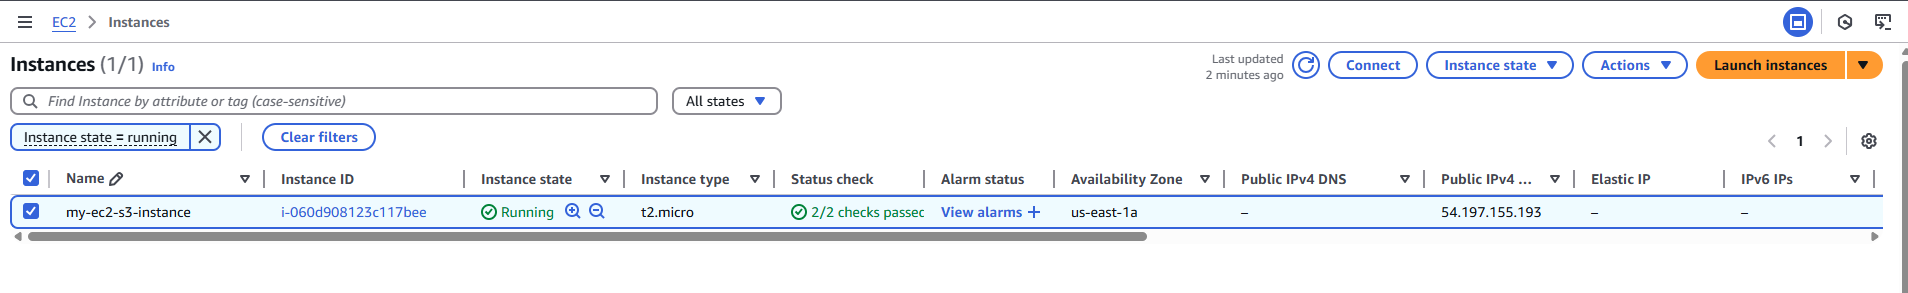 EC2 > Instances
Instances (1/1) Info
Last updated
2 minutes ago
Connect
Instance state
Actions
Launch instances
Find Instance by attribute or tag (case-sensitive)
All states
Instance state = running
Clear filters
1
Name Instance ID Instance state Instance type Status check Alarm status Availability Zone Public IPv4 DNS Public IPv4 ... Elastic IP IPv6 IPs
my-ec2-s3-instance i-060d908123c117bee Running t2.micro 2/2 checks passec View alarms + us-east-1a – 54.197.155.193 – –